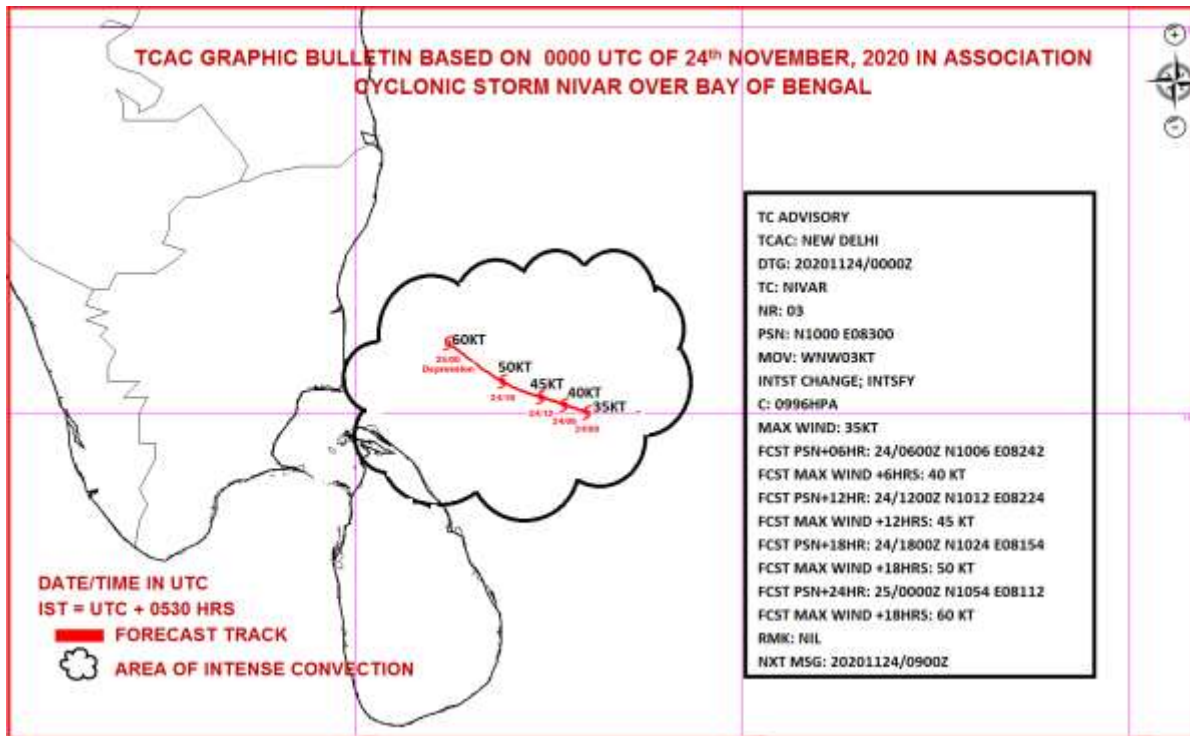 TCAC GRAPHIC BULLETIN BASED ON 0000 UTC OF 24th NOVEMBER, 2020 IN ASSOCIATION
CYCLONIC STORM NIVAR OVER BAY OF BENGAL
TC ADVISORY
TCAC: NEW DELHI
DTG: 20201124/0000Z
TC: NIVAR
NR: 03
PSN: N1000 E08300
MOV: WNW03KT
INTST CHANGE; INTSFY
C: 0996HPA
MAX WIND: 35KT
FCST PSN+06HR: 24/0600Z N1006 E08242
FCST MAX WIND +6HRS: 40 KT
FCST PSN+12HR: 24/1200Z N1012 E08224
FCST MAX WIND +12HRS: 45 KT
FCST PSN+18HR: 24/1800Z N1024 E08154
FCST MAX WIND +18HRS: 50 KT
FCST PSN+24HR: 25/0000Z N1054 E08112
FCST MAX WIND +18HRS: 60 KT
RMK: NIL
NXT MSG: 20201124/0900Z
60KT
25/00
Depression
50KT
24/18
45KT
24/12
40KT
24/06
35KT
24/00
DATE/TIME IN UTC
IST = UTC + 0530 HRS
FORECAST TRACK
AREA OF INTENSE CONVECTION